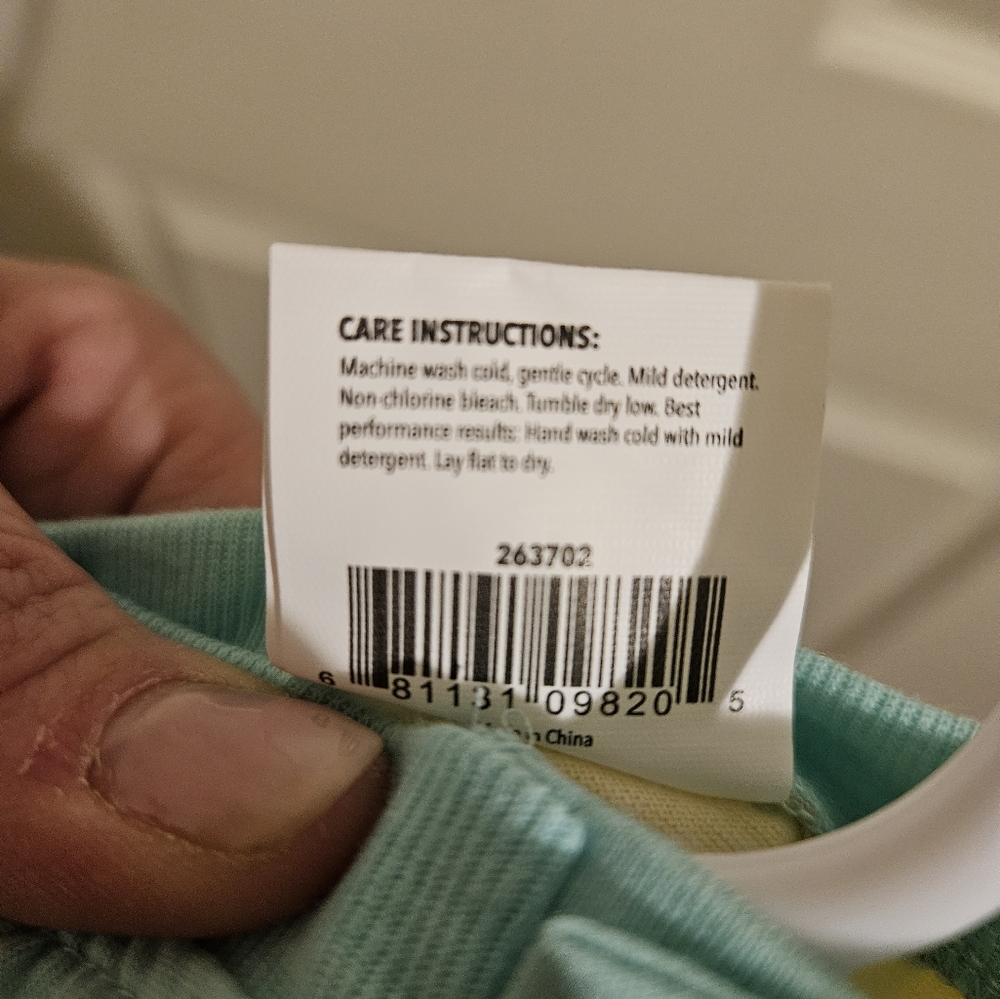 CARE INSTRUCTIONS:
Machine wash cold, gentle cycle. Mild detergent.
Non-chlorine bleach. Tumble dry low. Best
performance results: Hand wash cold with mild
detergent. Lay flat to dry.
263702
6 81131 09820 5
in China